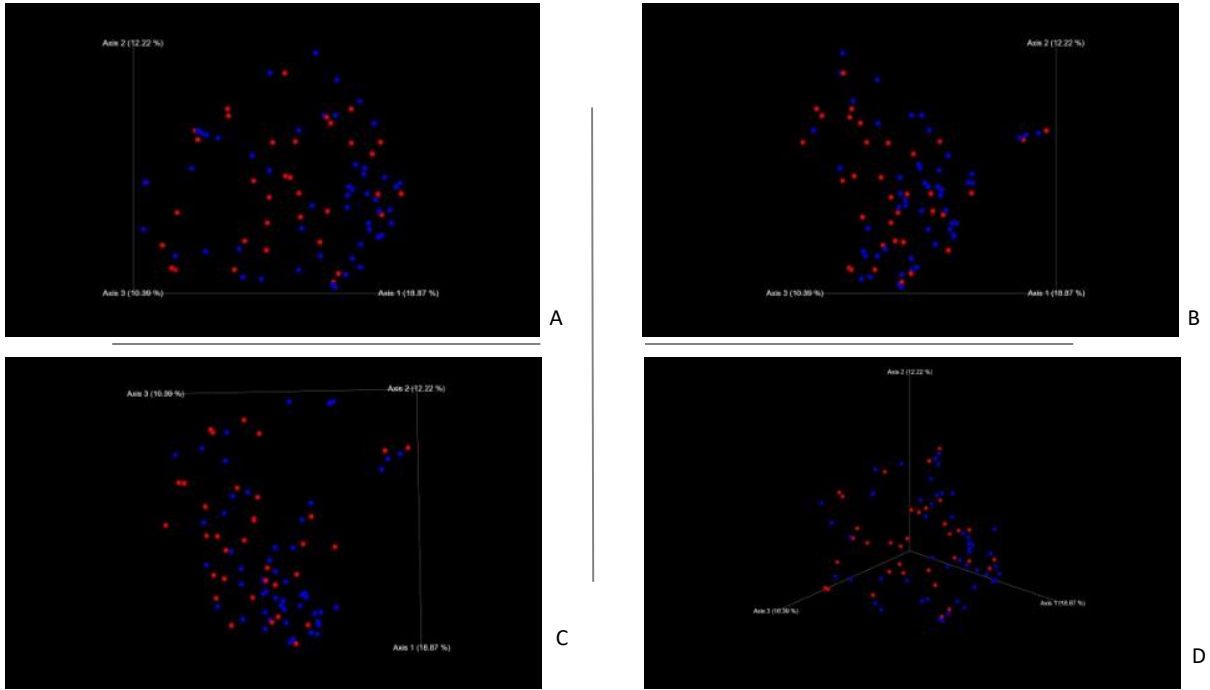 Axis 2 (12.22 %)
Axis 3 (10.39 %)
Axis 1 (18.87 %)
A
Axis 2 (12.22 %)
Axis 3 (10.39 %)
Axis 1 (18.87 %)
B
Axis 3 (10.39 %)
Axis 2 (12.22 %)
Axis 1 (18.87 %)
C
Axis 2 (12.22 %)
Axis 3 (10.39 %)
Axis 1 (18.87 %)
D